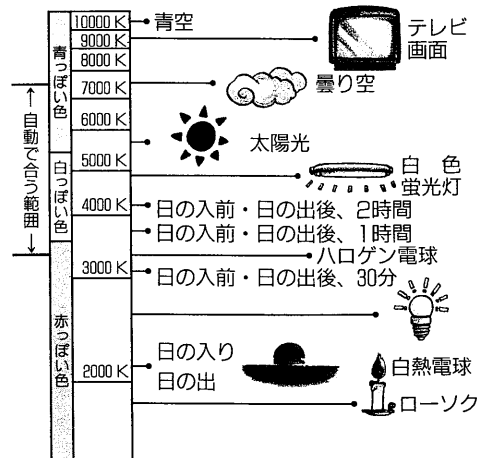 青っぽい色
白っぽい色
赤っぽい色
自動で合う範囲
10000 K
9000 K
8000 K
7000 K
6000 K
5000 K
4000 K
3000 K
2000 K
青空
テレビ
画面
曇り空
太陽光
白色
蛍光灯
日の入前・日の出後、2時間
日の入前・日の出後、1時間
ハロゲン電球
日の入前・日の出後、30分
日の入り
日の出
白熱電球
ローソク